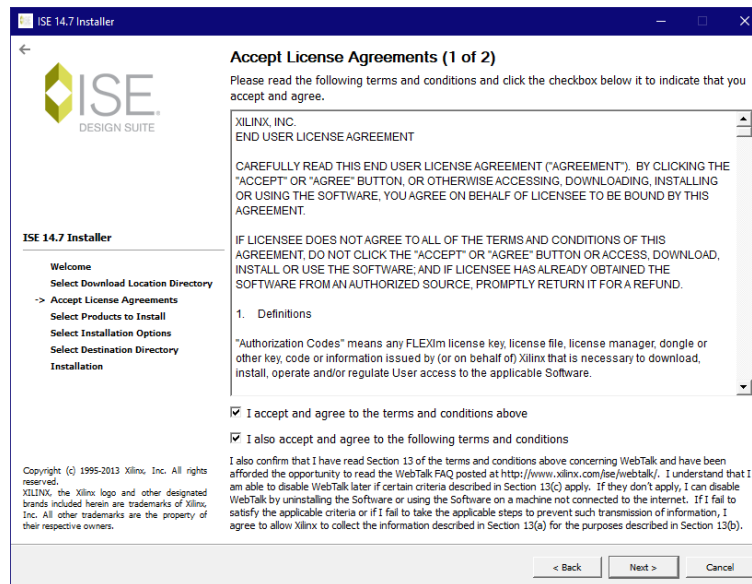 ISE 14.7 Installer
ISE
DESIGN SUITE
ISE 14.7 Installer
Welcome
Select Download Location Directory
-> Accept License Agreements
Select Products to Install
Select Installation Options
Select Destination Directory
Installation
Copyright (c) 1995-2013 Xilinx, Inc. All rights
reserved.
XILINX, the Xilinx logo and other designated
brands included herein are trademarks of Xilinx,
Inc. All other trademarks are the property of
their respective owners.
Accept License Agreements (1 of 2)
Please read the following terms and conditions and click the checkbox below it to indicate that you
accept and agree.
XILINX, INC.
END USER LICENSE AGREEMENT
CAREFULLY READ THIS END USER LICENSE AGREEMENT ("AGREEMENT"). BY CLICKING THE
"ACCEPT" OR "AGREE" BUTTON, OR OTHERWISE ACCESSING, DOWNLOADING, INSTALLING
OR USING THE SOFTWARE, YOU AGREE ON BEHALF OF LICENSEE TO BE BOUND BY THIS
AGREEMENT.
IF LICENSEE DOES NOT AGREE TO ALL OF THE TERMS AND CONDITIONS OF THIS
AGREEMENT, DO NOT CLICK THE "ACCEPT" OR "AGREE" BUTTON OR ACCESS, DOWNLOAD,
INSTALL OR USE THE SOFTWARE; AND IF LICENSEE HAS ALREADY OBTAINED THE
SOFTWARE FROM AN AUTHORIZED SOURCE, PROMPTLY RETURN IT FOR A REFUND.
1. Definitions
"Authorization Codes" means any FLEXlm license key, license file, license manager, dongle or
other key, code or information issued by (or on behalf of) Xilinx that is necessary to download,
install, operate and/or regulate User access to the applicable Software.
I accept and agree to the terms and conditions above
I also accept and agree to the following terms and conditions
I also confirm that I have read Section 13 of the terms and conditions above concerning WebTalk and have been
afforded the opportunity to read the WebTalk FAQ posted at http://www.xilinx.com/ise/webtalk/. I understand that I
am able to disable WebTalk later if certain criteria described in Section 13(c) apply. If they don't apply, I can disable
WebTalk by uninstalling the Software or using the Software on a machine not connected to the internet. If I fail to
satisfy the applicable criteria or if I fail to take the applicable steps to prevent such transmission of information, I
agree to allow Xilinx to collect the information described in Section 13(a) for the purposes described in Section 13(b).
< Back
Next >
Cancel